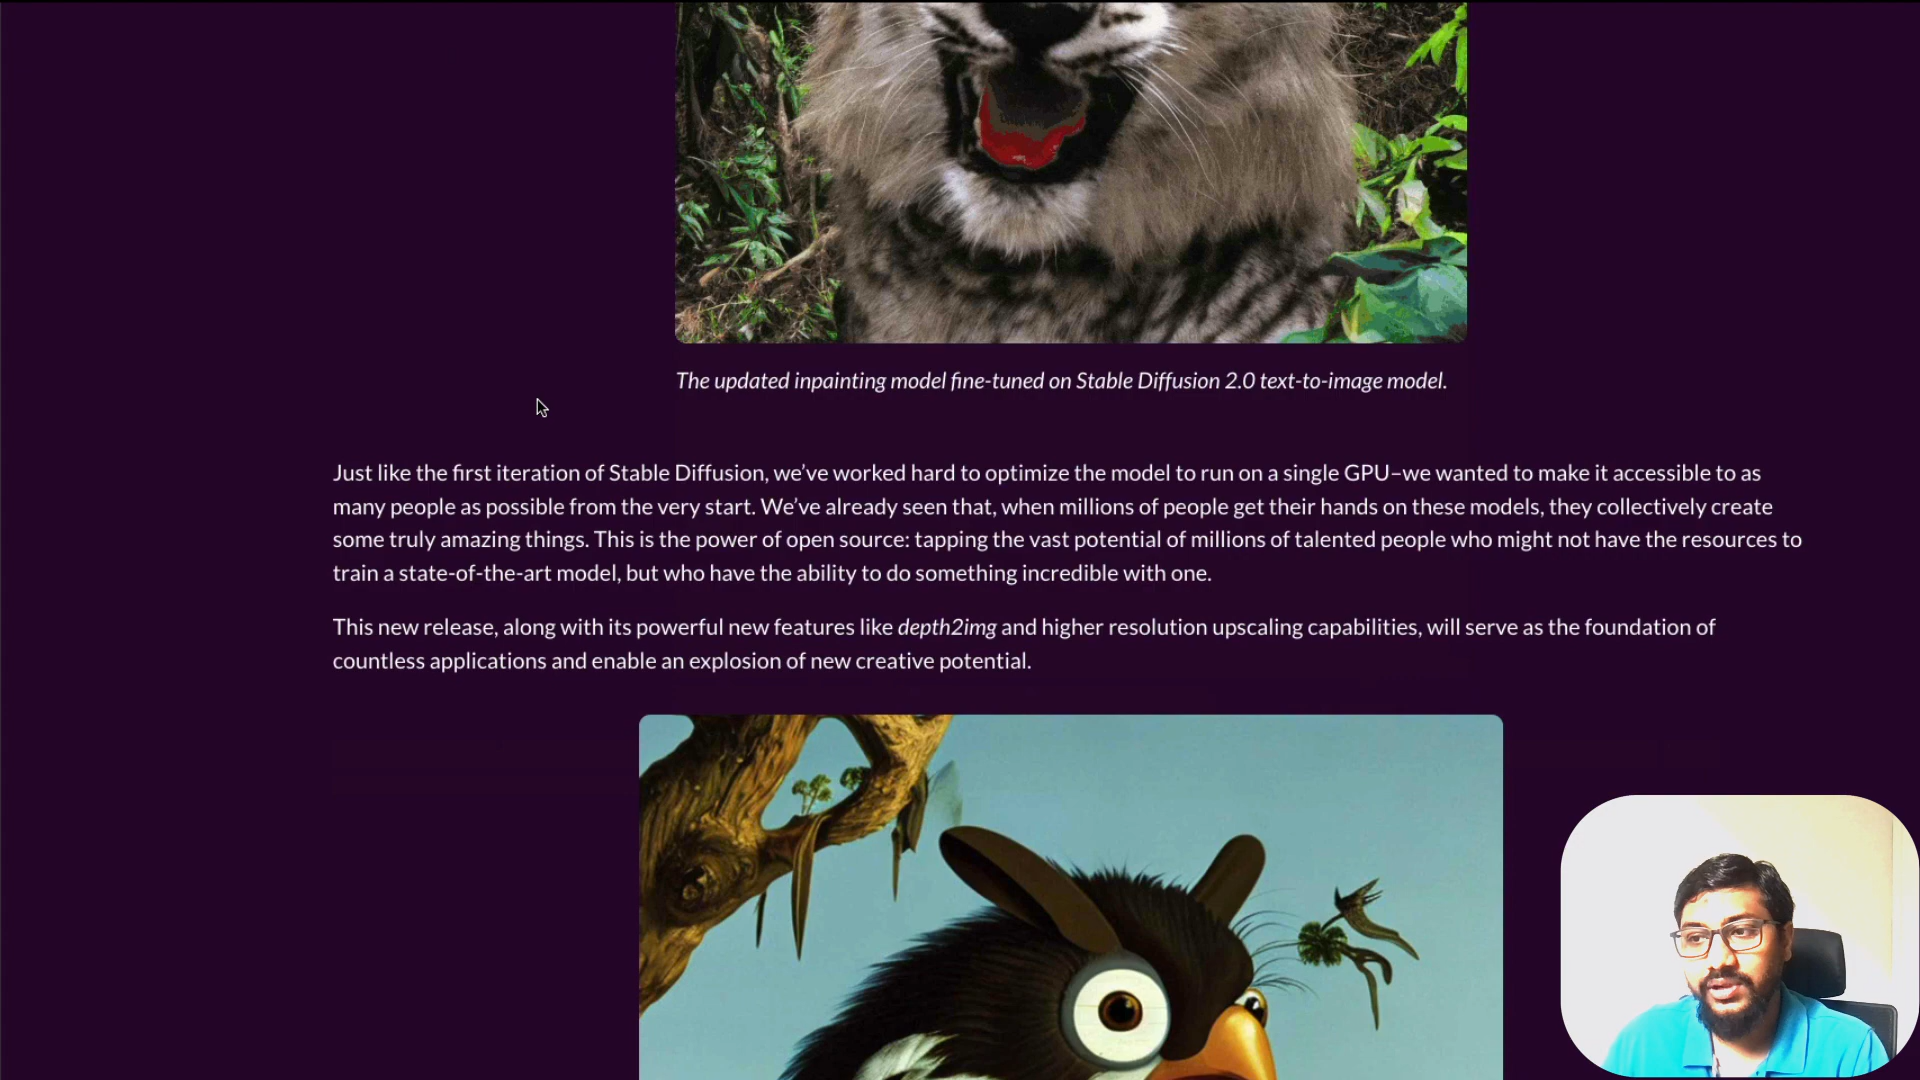 The updated inpainting model fine-tuned on Stable Diffusion 2.0 text-to-image model.
Just like the first iteration of Stable Diffusion, we’ve worked hard to optimize the model to run on a single GPU–we wanted to make it accessible to as
many people as possible from the very start. We’ve already seen that, when millions of people get their hands on these models, they collectively create
some truly amazing things. This is the power of open source: tapping the vast potential of millions of talented people who might not have the resources to
train a state-of-the-art model, but who have the ability to do something incredible with one.
This new release, along with its powerful new features like depth2img and higher resolution upscaling capabilities, will serve as the foundation of
countless applications and enable an explosion of new creative potential.